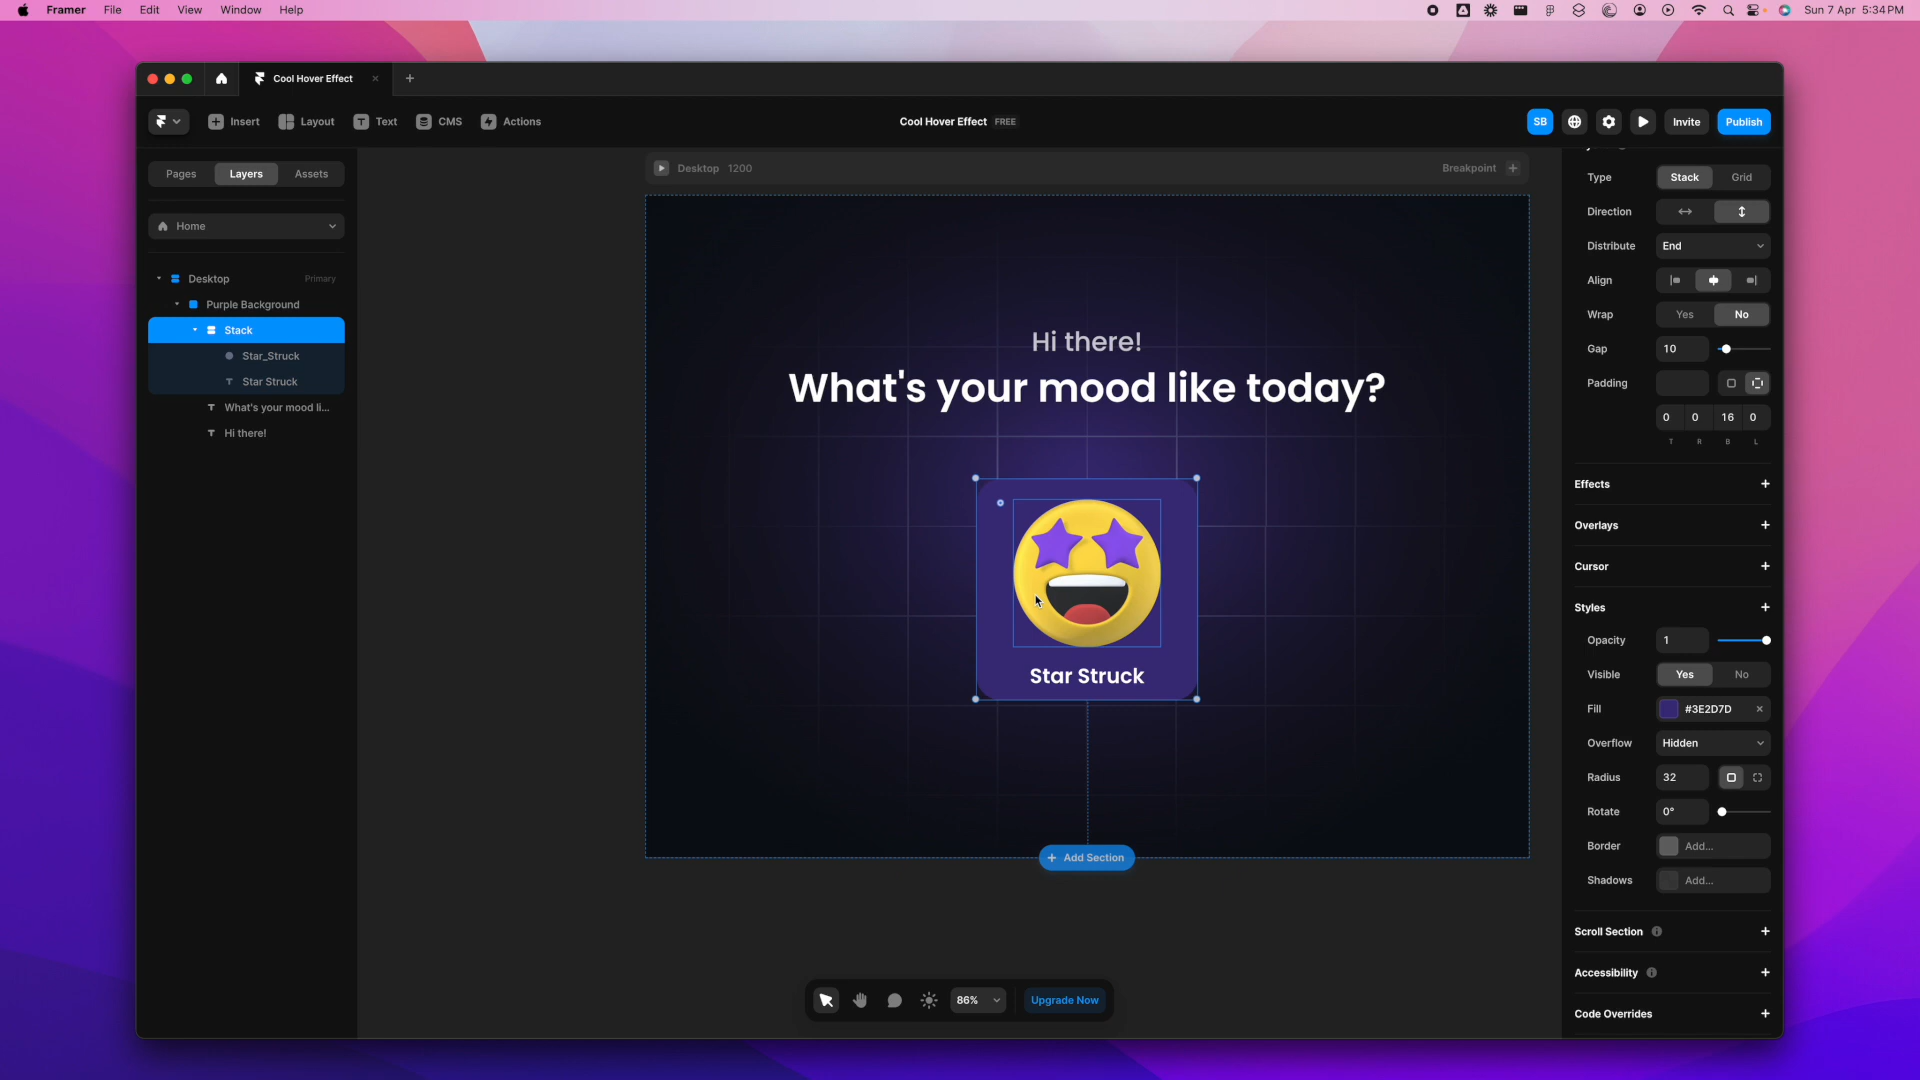 Framer File Edit View Window Help
Sun 7 Apr 5:34PM
Cool Hover Effect
Insert Layout Text CMS Actions
Cool Hover Effect FREE
SB Invite Publish
Pages Layers Assets
Home
Desktop Primary
Purple Background
Stack
Star_Struck
Star Struck
What's your mood li...
Hi there!
Desktop 1200
Breakpoint
Hi there!
What's your mood like today?
Star Struck
Add Section
86% Upgrade Now
Type Stack Grid
Direction
Distribute End
Align
Wrap Yes No
Gap 10
Padding
0 0 16 0
T R B L
Effects
Overlays
Cursor
Styles
Opacity 1
Visible Yes No
Fill #3E2D7D
Overflow Hidden
Radius 32
Rotate 0°
Border Add...
Shadows Add...
Scroll Section
Accessibility
Code Overrides